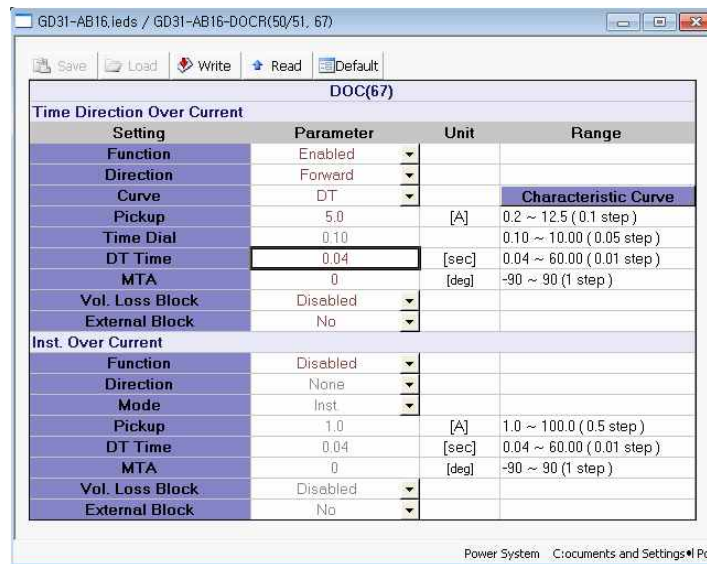 GD31-AB16.ieds / GD31-AB16-DOCR(50/51, 67)
Save Load Write Read Default
DOC(67)
Time Direction Over Current
Setting Parameter Unit Range
Function Enabled
Direction Forward
Curve DT Characteristic Curve
Pickup 5.0 [A] 0.2 ~ 12.5 ( 0.1 step )
Time Dial 0.10 0.10 ~ 10.00 ( 0.05 step )
DT Time 0.04 [sec] 0.04 ~ 60.00 ( 0.01 step )
MTA 0 [deg] -90 ~ 90 (1 step )
Vol. Loss Block Disabled
External Block No
Inst. Over Current
Function Disabled
Direction None
Mode Inst.
Pickup 1.0 [A] 1.0 ~ 100.0 ( 0.5 step )
DT Time 0.04 [sec] 0.04 ~ 60.00 ( 0.01 step )
MTA 0 [deg] -90 ~ 90 (1 step )
Vol. Loss Block Disabled
External Block No
Power System C:ocuments and Settings